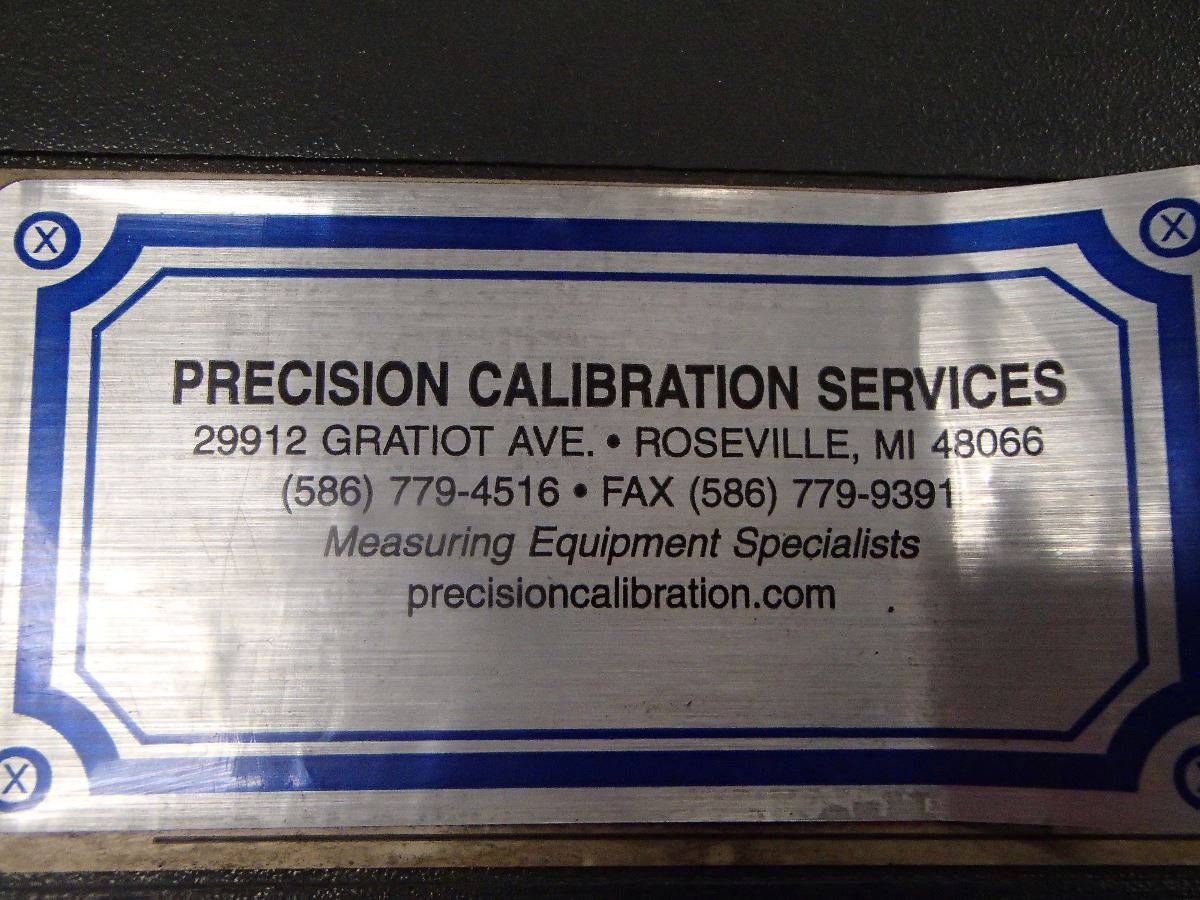 PRECISION CALIBRATION SERVICES
29912 GRATIOT AVE. • ROSEVILLE, MI 48066
(586) 779-4516 • FAX (586) 779-9391
Measuring Equipment Specialists
precisioncalibration.com